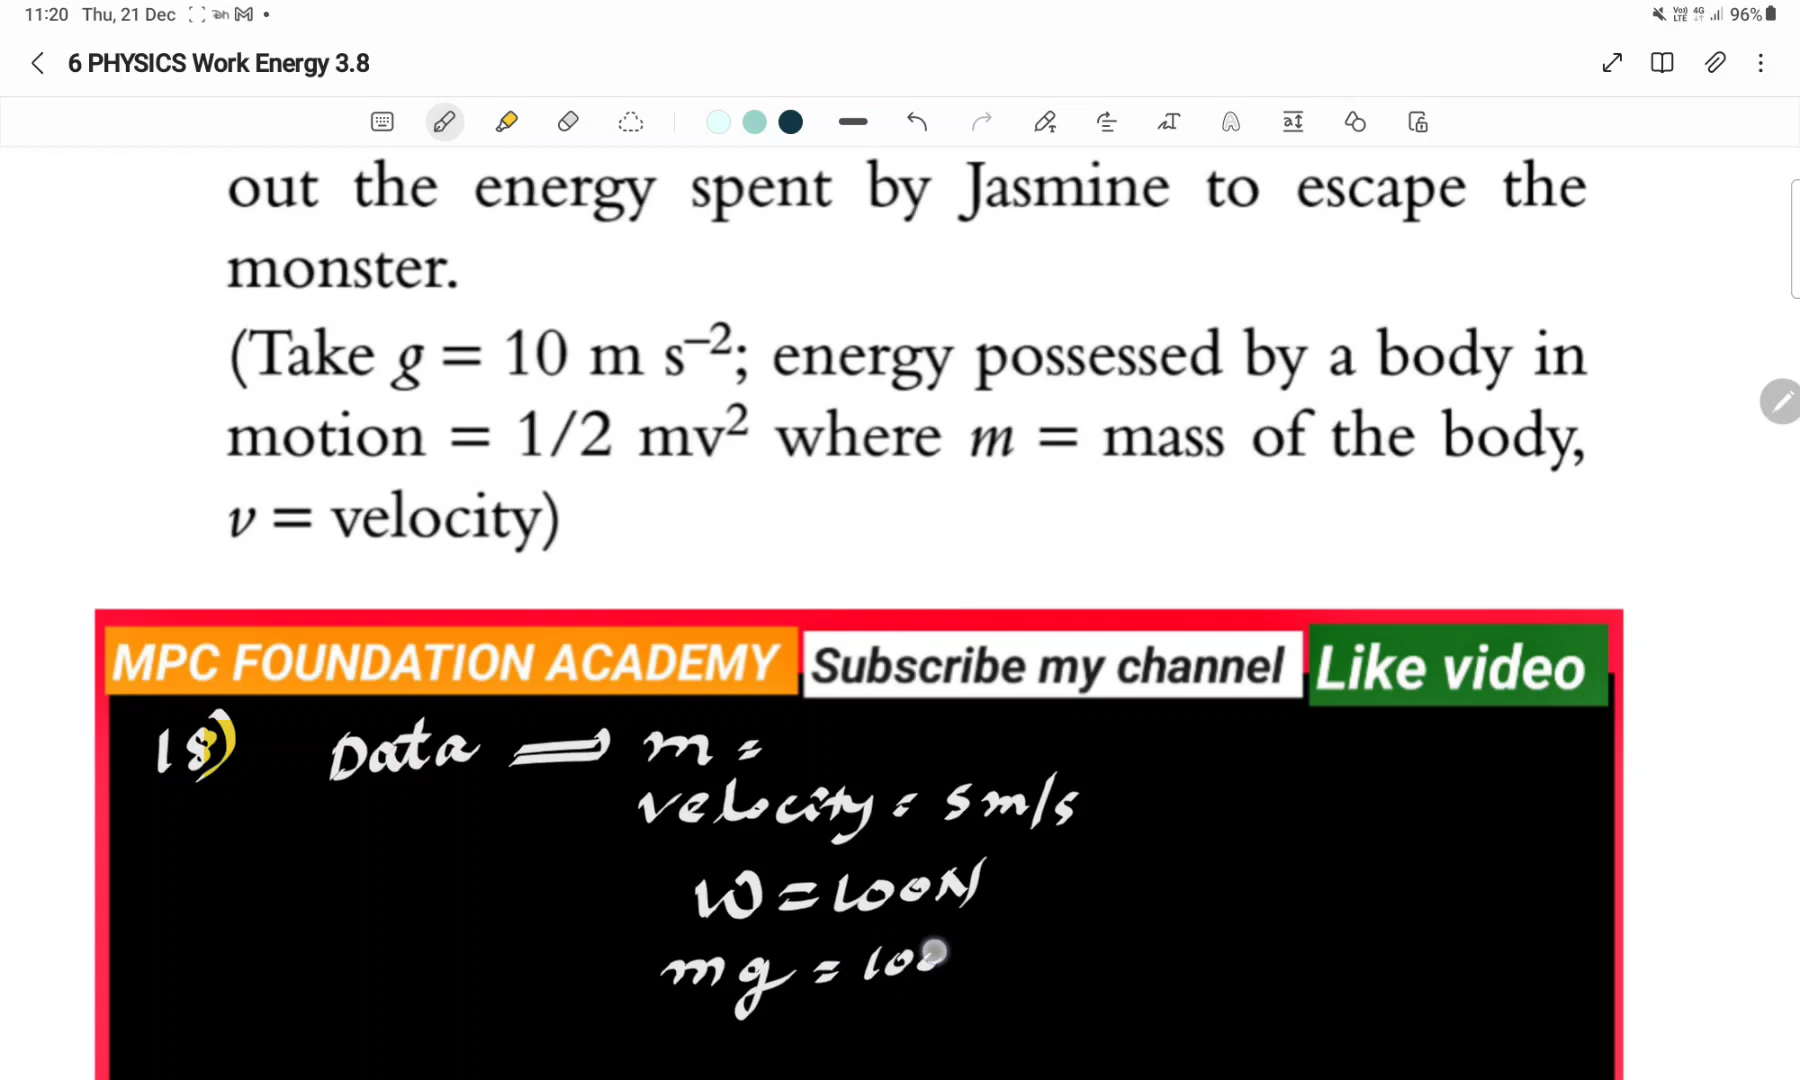 11:20 Thu, 21 Dec 96%
6 PHYSICS Work Energy 3.8
out the energy spent by Jasmine to escape the
monster.
(Take g = 10 m s⁻²; energy possessed by a body in
motion = 1/2 mv² where m = mass of the body,
v = velocity)
MPC FOUNDATION ACADEMY Subscribe my channel Like video
18) Data ⇒ m =
velocity = 5 m/s
W = 100N
mg = 100